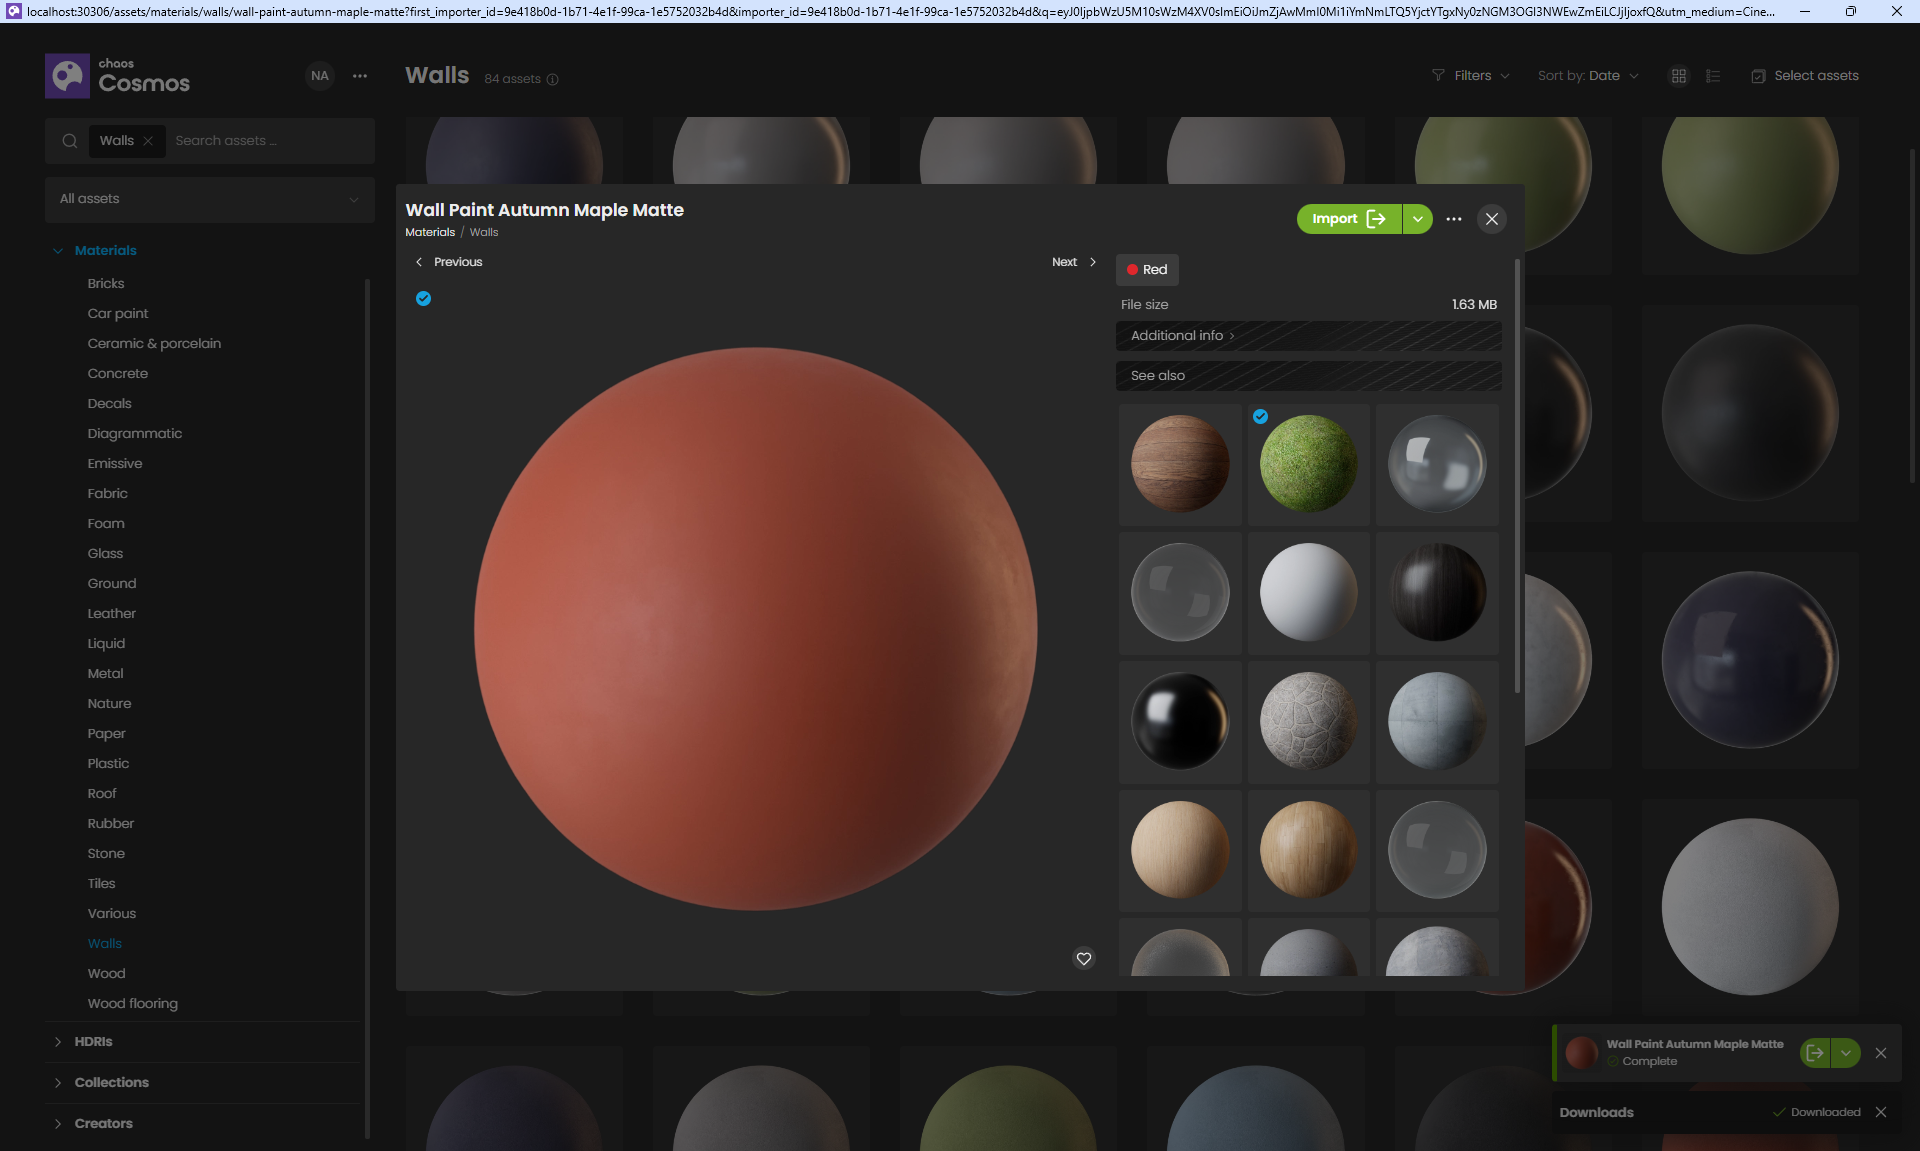 localhost:30306/assets/materials/walls/wall-paint-autumn-maple-matte?first_importer_id=9e418b0d-1b71-4e1f-99ca-1e5752032b4d&importer_id=9e418b0d-1b71-4e1f-99ca-1e5752032b4d&q=
chaos
Cosmos
NA
Walls
84 assets
Filters
Sort by: Date
Select assets
Walls
Search assets ...
All assets
Materials
Bricks
Car paint
Ceramic & porcelain
Concrete
Decals
Diagrammatic
Emissive
Fabric
Foam
Glass
Ground
Leather
Liquid
Metal
Nature
Paper
Plastic
Roof
Rubber
Stone
Tiles
Various
Walls
Wood
Wood flooring
HDRIs
Collections
Creators
Wall Paint Autumn Maple Matte
Materials / Walls
Import
Previous
Next
Red
File size
1.63 MB
Additional info
See also
Wall Paint Autumn Maple Matte
Complete
Downloads
Downloaded